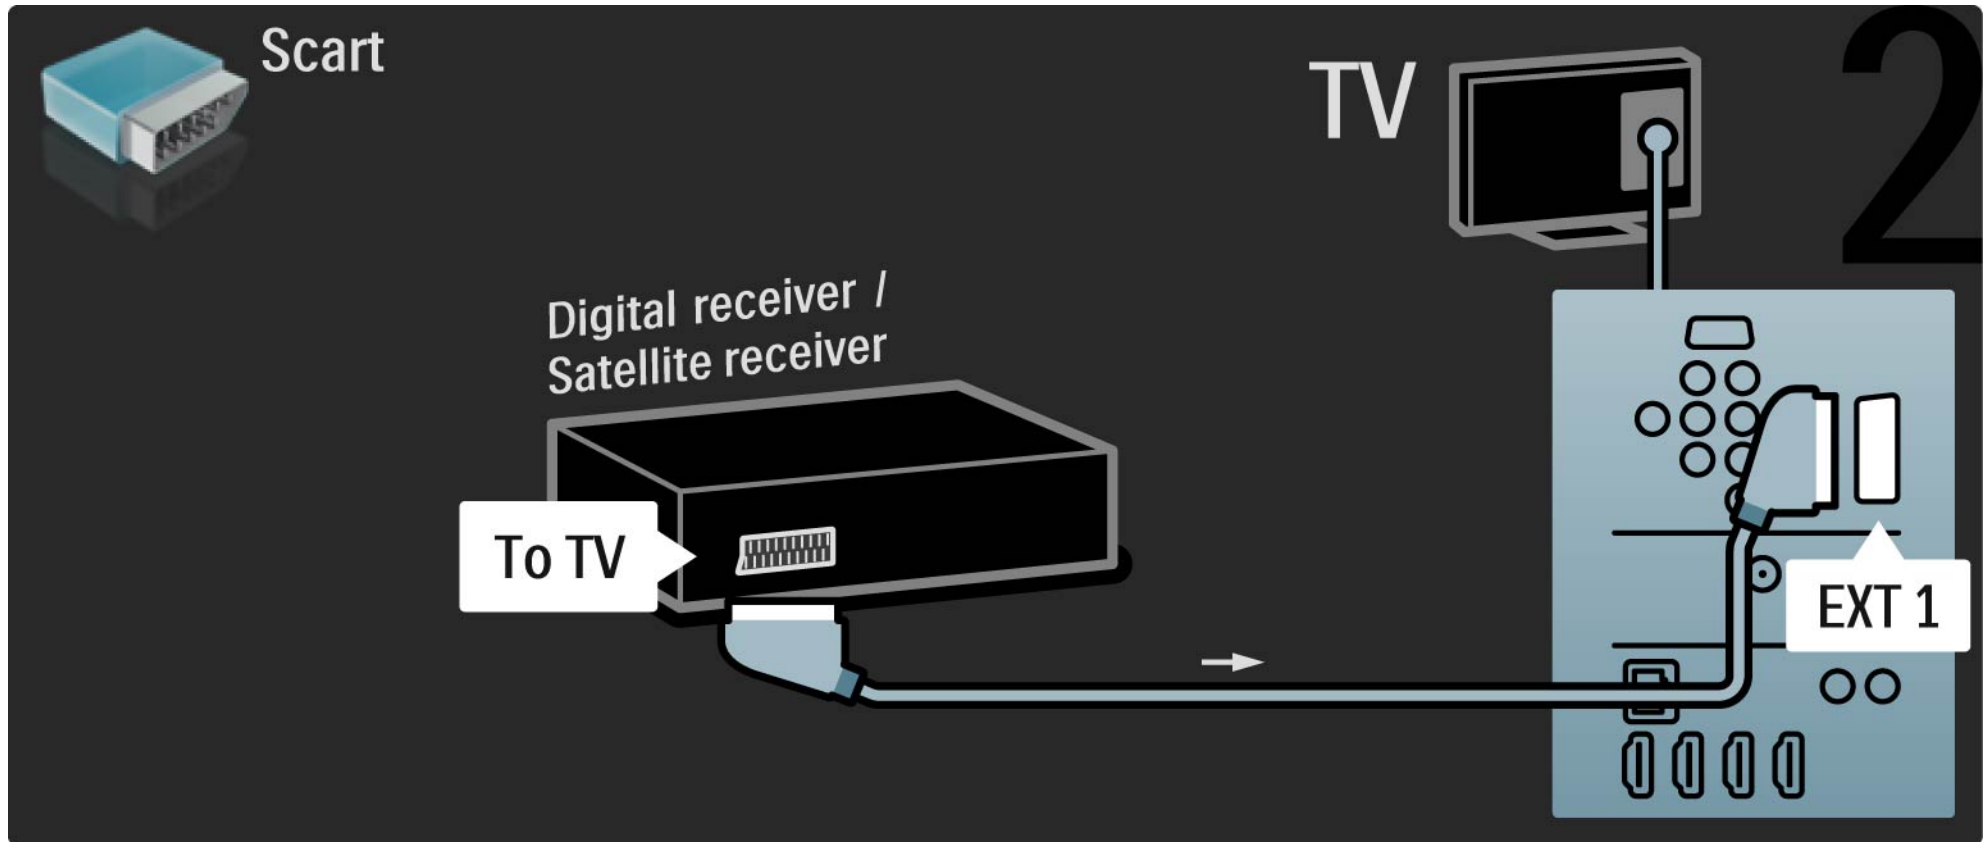 Scart
TV
2
Digital receiver /
Satellite receiver
To TV
EXT 1